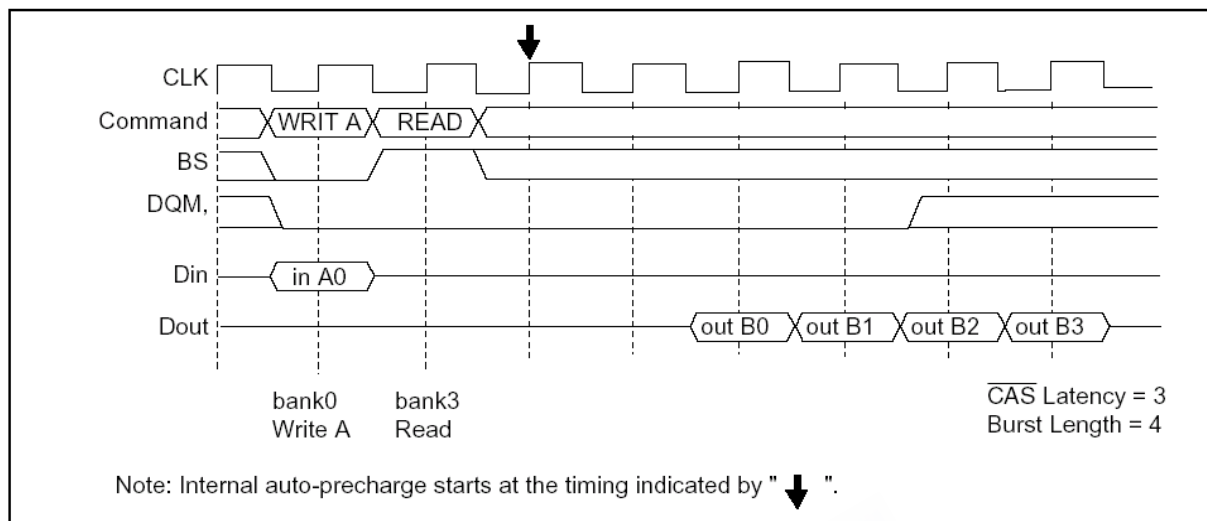 CLK
Command WRIT A READ
BS
DQM,
Din in A0
Dout out B0 out B1 out B2 out B3
bank0 bank3 CAS Latency = 3
Write A Read Burst Length = 4
Note: Internal auto-precharge starts at the timing indicated by " ".